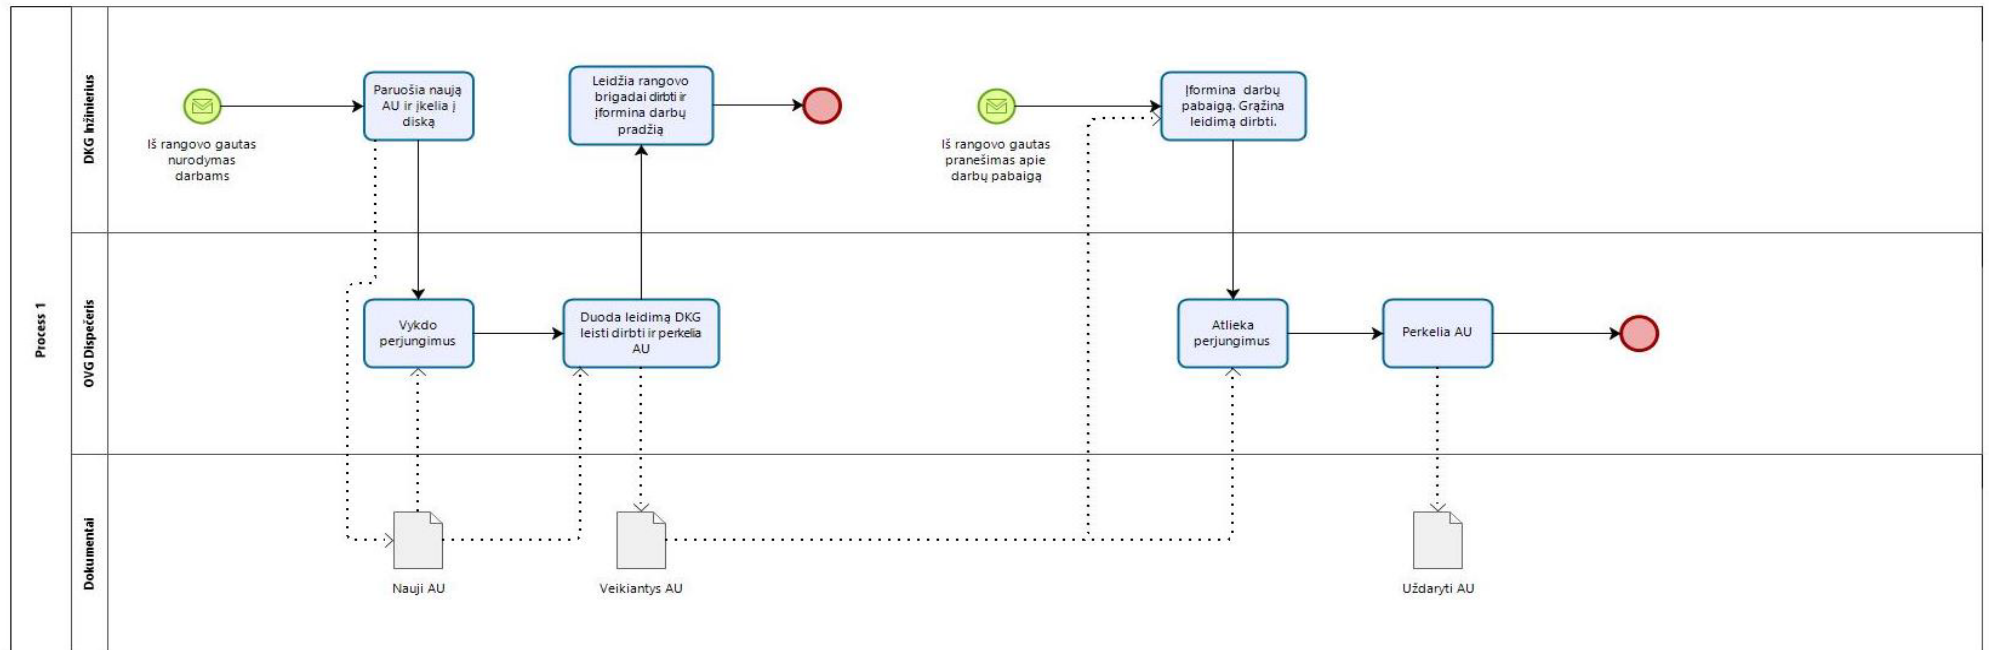 Process 1
DKG Inžinierius
Iš rangovo gautas
nurodymas
darbams
Paruošia naują
AU ir įkelia į
diską
Leidžia rangovo
brigadai dirbti ir
įformina darbų
pradžią
Iš rangovo gautas
pranešimas apie
darbų pabaigą
Įformina darbų
pabaigą. Grąžina
leidimą dirbti.
OVG Dispečeris
Vykdo
perjungimus
Duoda leidimą DKG
leisti dirbti ir perkelia
AU
Atlieka
perjungimus
Perkelia AU
Dokumentai
Nauji AU
Veikiantys AU
Uždaryti AU